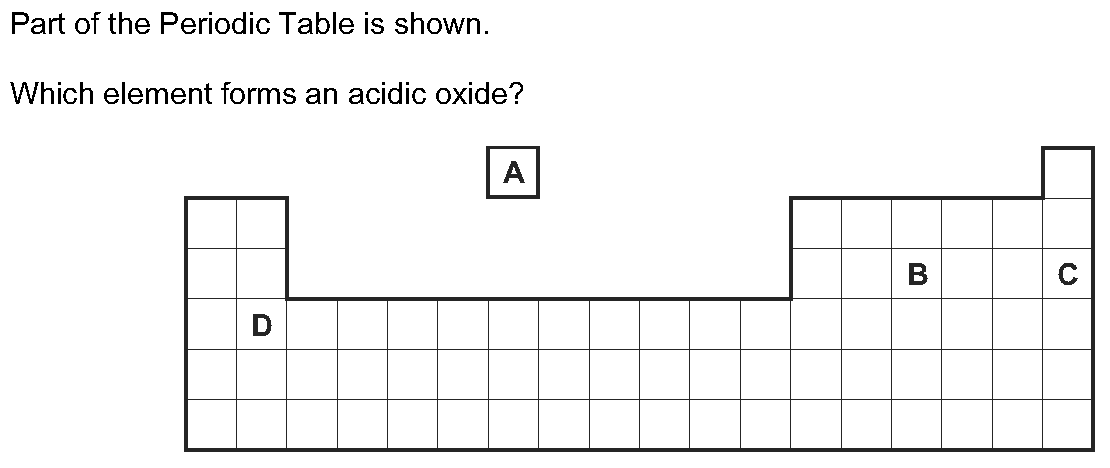 Part of the Periodic Table is shown.
Which element forms an acidic oxide?
A
B
C
D